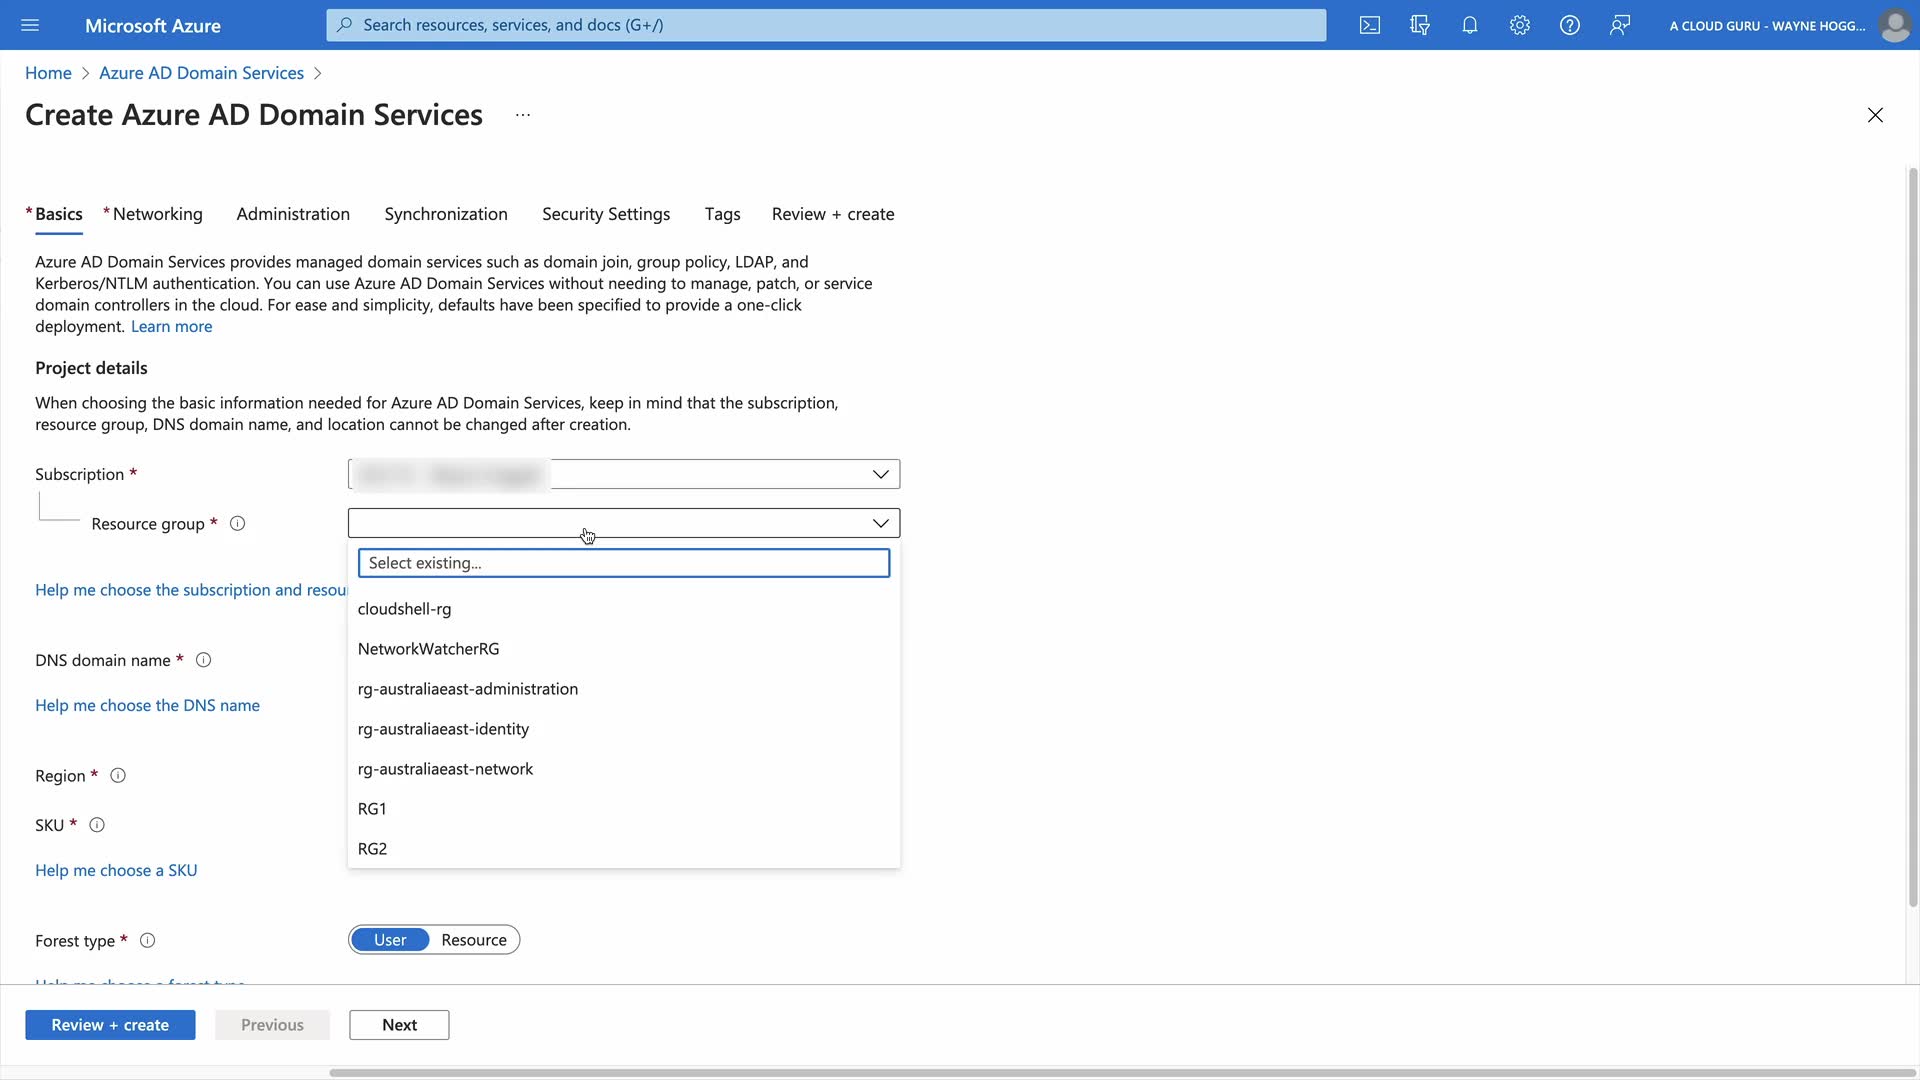 Microsoft Azure
Search resources, services, and docs (G+/)
A CLOUD GURU - WAYNE HOGG...
Home > Azure AD Domain Services >
Create Azure AD Domain Services ...
* Basics * Networking Administration Synchronization Security Settings Tags Review + create
Azure AD Domain Services provides managed domain services such as domain join, group policy, LDAP, and
Kerberos/NTLM authentication. You can use Azure AD Domain Services without needing to manage, patch, or service
domain controllers in the cloud. For ease and simplicity, defaults have been specified to provide a one-click
deployment. Learn more
Project details
When choosing the basic information needed for Azure AD Domain Services, keep in mind that the subscription,
resource group, DNS domain name, and location cannot be changed after creation.
Subscription *
Resource group *
Select existing...
Help me choose the subscription and resou
cloudshell-rg
NetworkWatcherRG
DNS domain name *
rg-australiaeast-administration
Help me choose the DNS name
rg-australiaeast-identity
rg-australiaeast-network
Region *
RG1
SKU *
RG2
Help me choose a SKU
Forest type *
User Resource
Help me choose a forest type
Review + create Previous Next